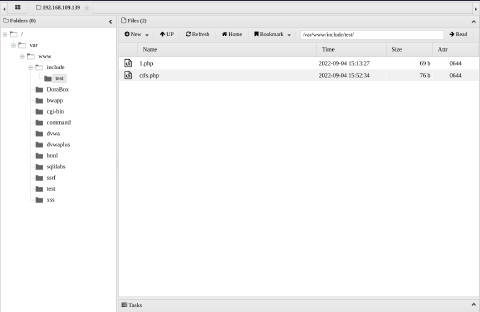 192.168.109.139
Folders (0)
/
var
www
include
test
DoraBox
bwapp
cgi-bin
command
dvwa
dvwaplus
html
sqlilabs
ssrf
test
xss
Files (2)
New UP Refresh Home Bookmark /var/www/include/test/ Read
Name Time Size Attr
1.php 2022-09-04 15:13:27 69 b 0644
ctfs.php 2022-09-04 15:52:34 76 b 0644
Tasks